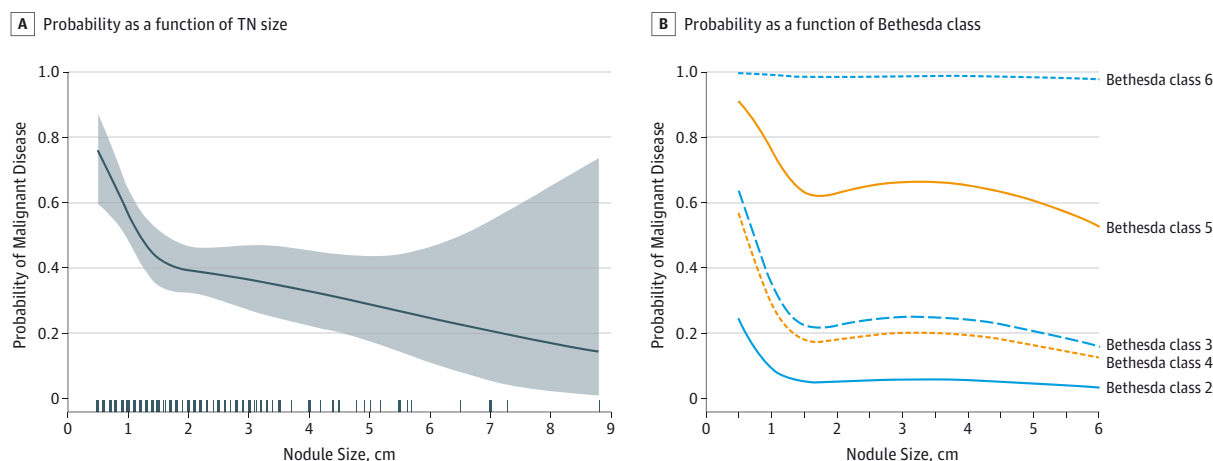 A Probability as a function of TN size
1.0
0.8
0.6
0.4
0.2
0
Probability of Malignant Disease
0 1 2 3 4 5 6 7 8 9
Nodule Size, cm
B Probability as a function of Bethesda class
1.0
0.8
0.6
0.4
0.2
0
Probability of Malignant Disease
Bethesda class 6
Bethesda class 5
Bethesda class 3
Bethesda class 4
Bethesda class 2
0 1 2 3 4 5 6
Nodule Size, cm